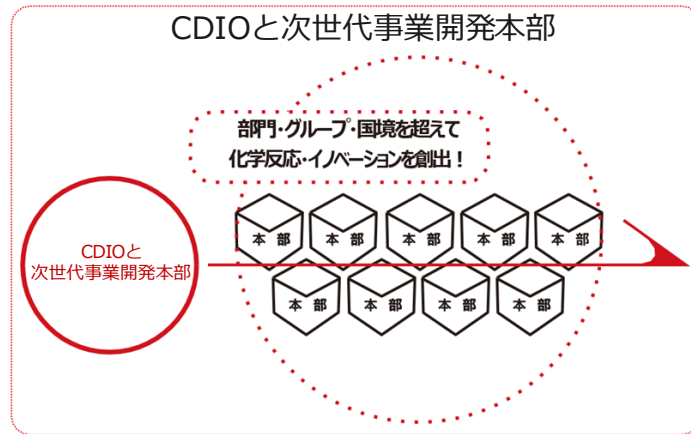 CDIOと次世代事業開発本部
部門・グループ・国境を超えて
化学反応・イノベーションを創出！
CDIOと
次世代事業開発本部
本 部
本 部
本 部
本 部
本 部
本 部
本 部
本 部
本 部